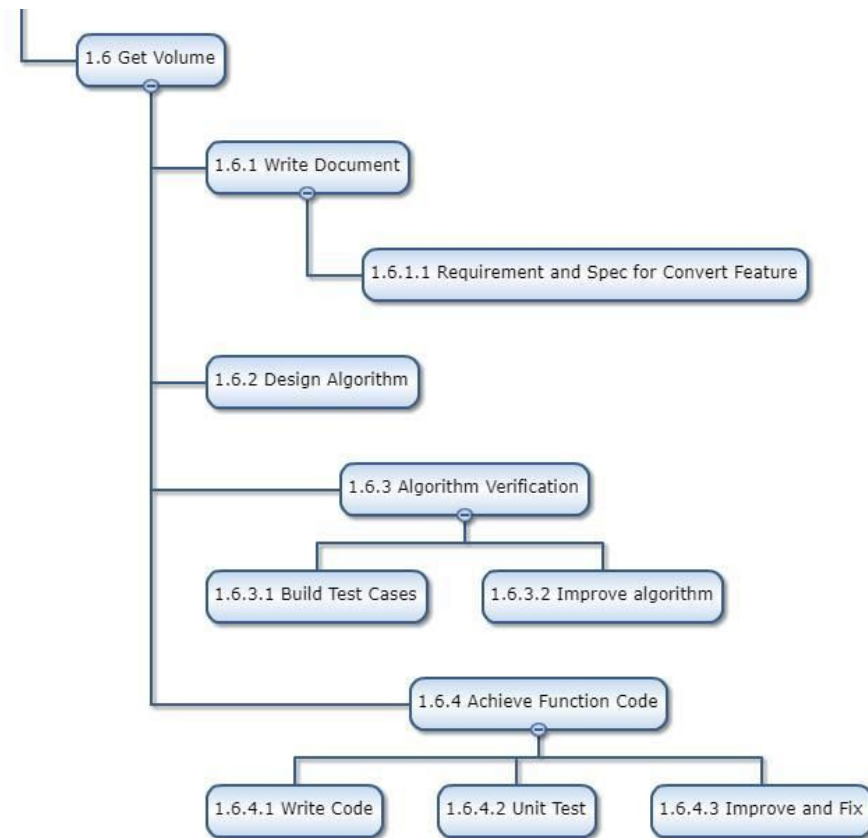 1.6 Get Volume
1.6.1 Write Document
1.6.1.1 Requirement and Spec for Convert Feature
1.6.2 Design Algorithm
1.6.3 Algorithm Verification
1.6.3.1 Build Test Cases
1.6.3.2 Improve algorithm
1.6.4 Achieve Function Code
1.6.4.1 Write Code
1.6.4.2 Unit Test
1.6.4.3 Improve and Fix